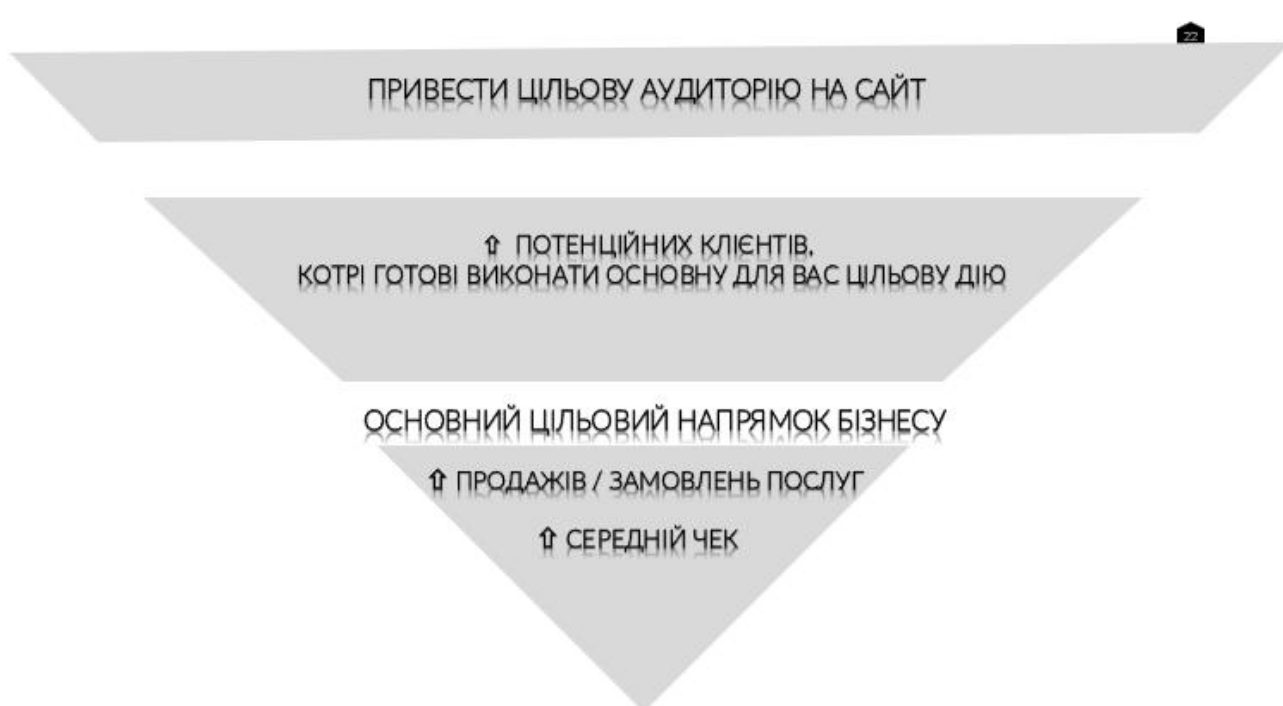 22
ПРИВЕСТИ ЦІЛЬОВУ АУДИТОРІЮ НА САЙТ
⇧ ПОТЕНЦІЙНИХ КЛІЄНТІВ,
КОТРІ ГОТОВІ ВИКОНАТИ ОСНОВНУ ДЛЯ ВАС ЦІЛЬОВУ ДІЮ
ОСНОВНИЙ ЦІЛЬОВИЙ НАПРЯМОК БІЗНЕСУ
⇧ ПРОДАЖІВ / ЗАМОВЛЕНЬ ПОСЛУГ
⇧ СЕРЕДНІЙ ЧЕК